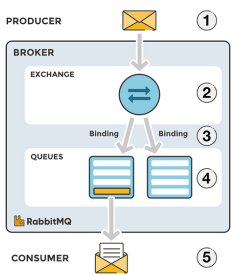 PRODUCER 1
BROKER
EXCHANGE
2
Binding Binding 3
QUEUES
4
RabbitMQ
CONSUMER 5